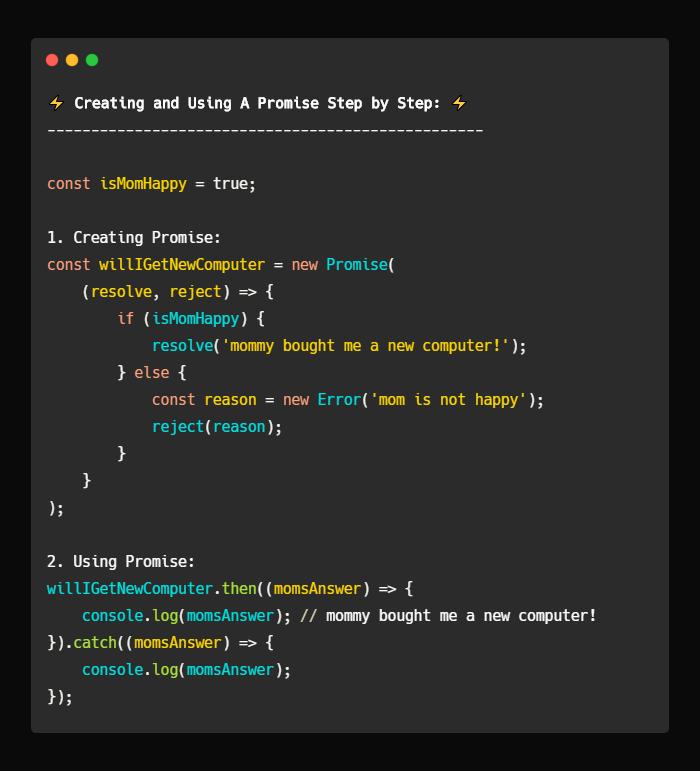 ⚡ Creating and Using A Promise Step by Step: ⚡
--------------------------------------------------
const isMomHappy = true;
1. Creating Promise:
const willIGetNewComputer = new Promise(
    (resolve, reject) => {
        if (isMomHappy) {
            resolve('mommy bought me a new computer!');
        } else {
            const reason = new Error('mom is not happy');
            reject(reason);
        }
    }
);
2. Using Promise:
willIGetNewComputer.then((momsAnswer) => {
    console.log(momsAnswer); // mommy bought me a new computer!
}).catch((momsAnswer) => {
    console.log(momsAnswer);
});